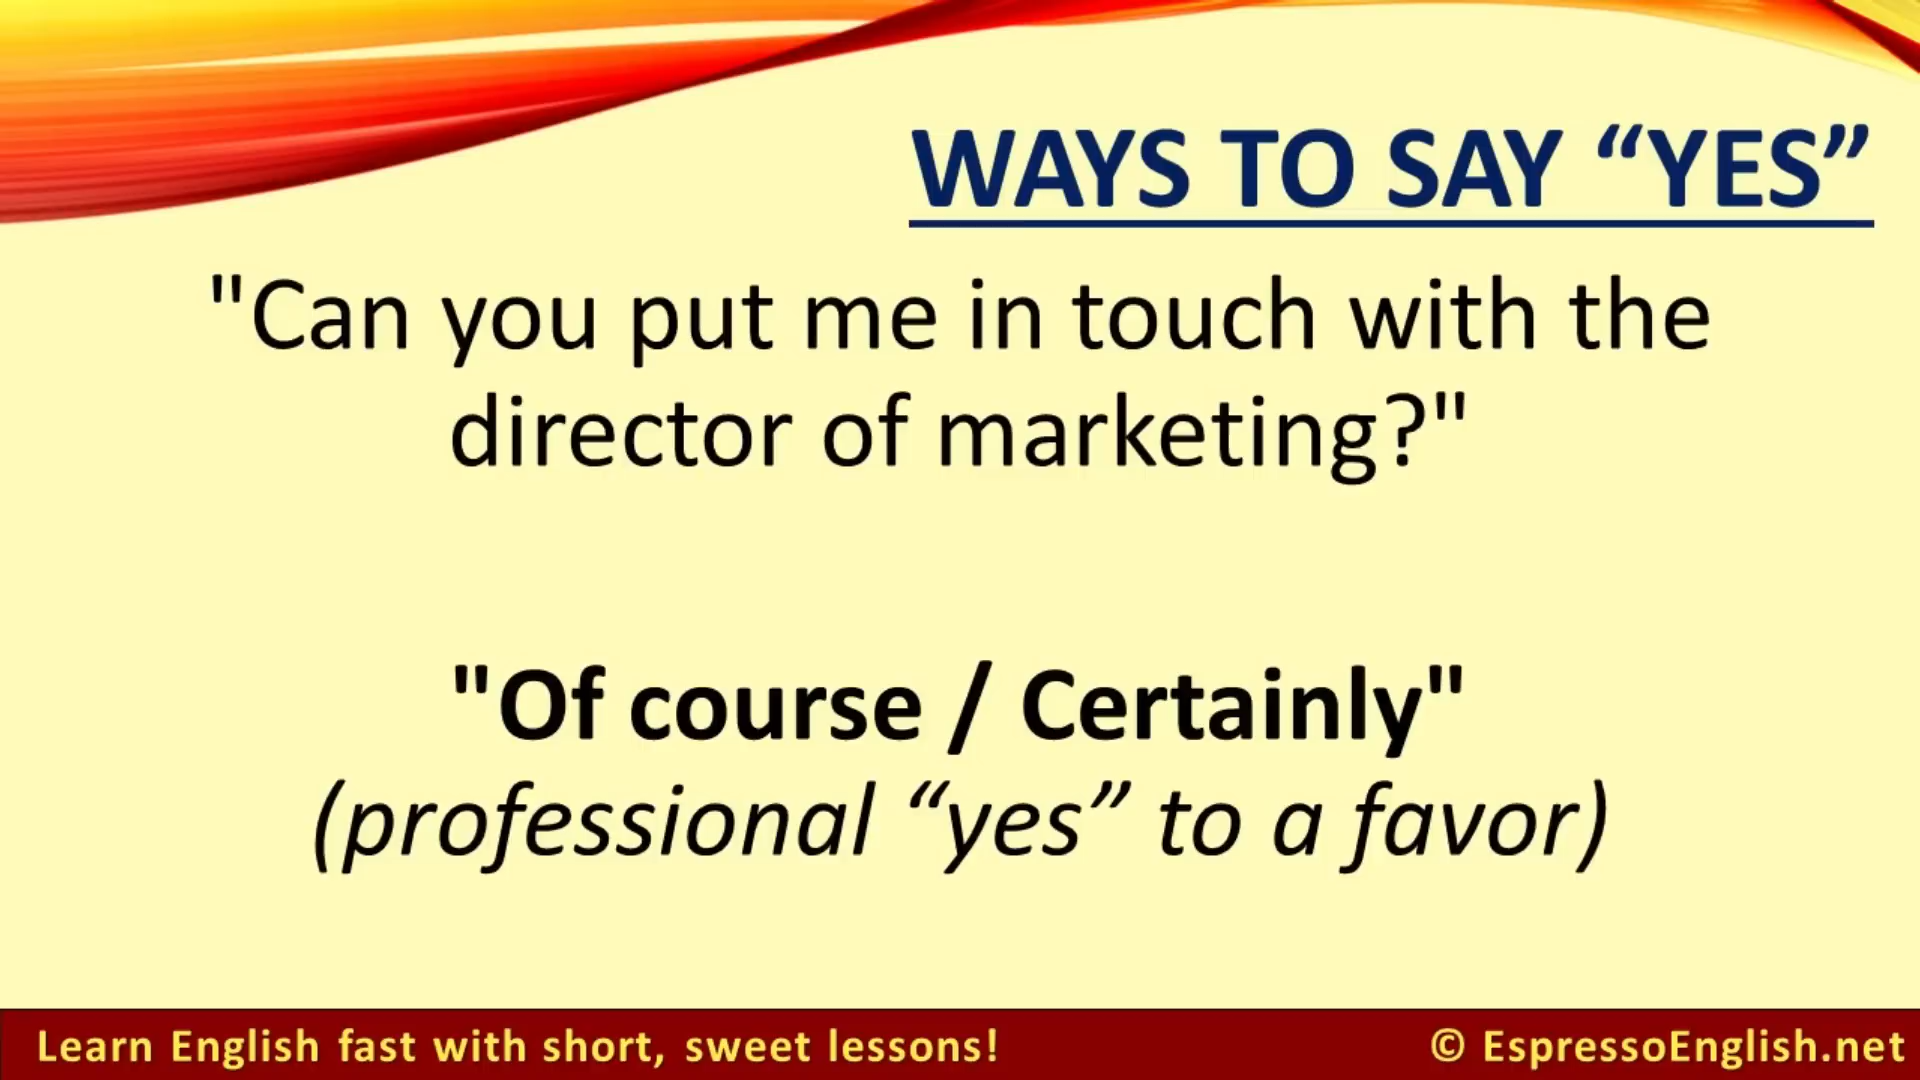 WAYS TO SAY “YES”
"Can you put me in touch with the
director of marketing?"
"Of course / Certainly"
(professional “yes” to a favor)
Learn English fast with short, sweet lessons!
© EspressoEnglish.net